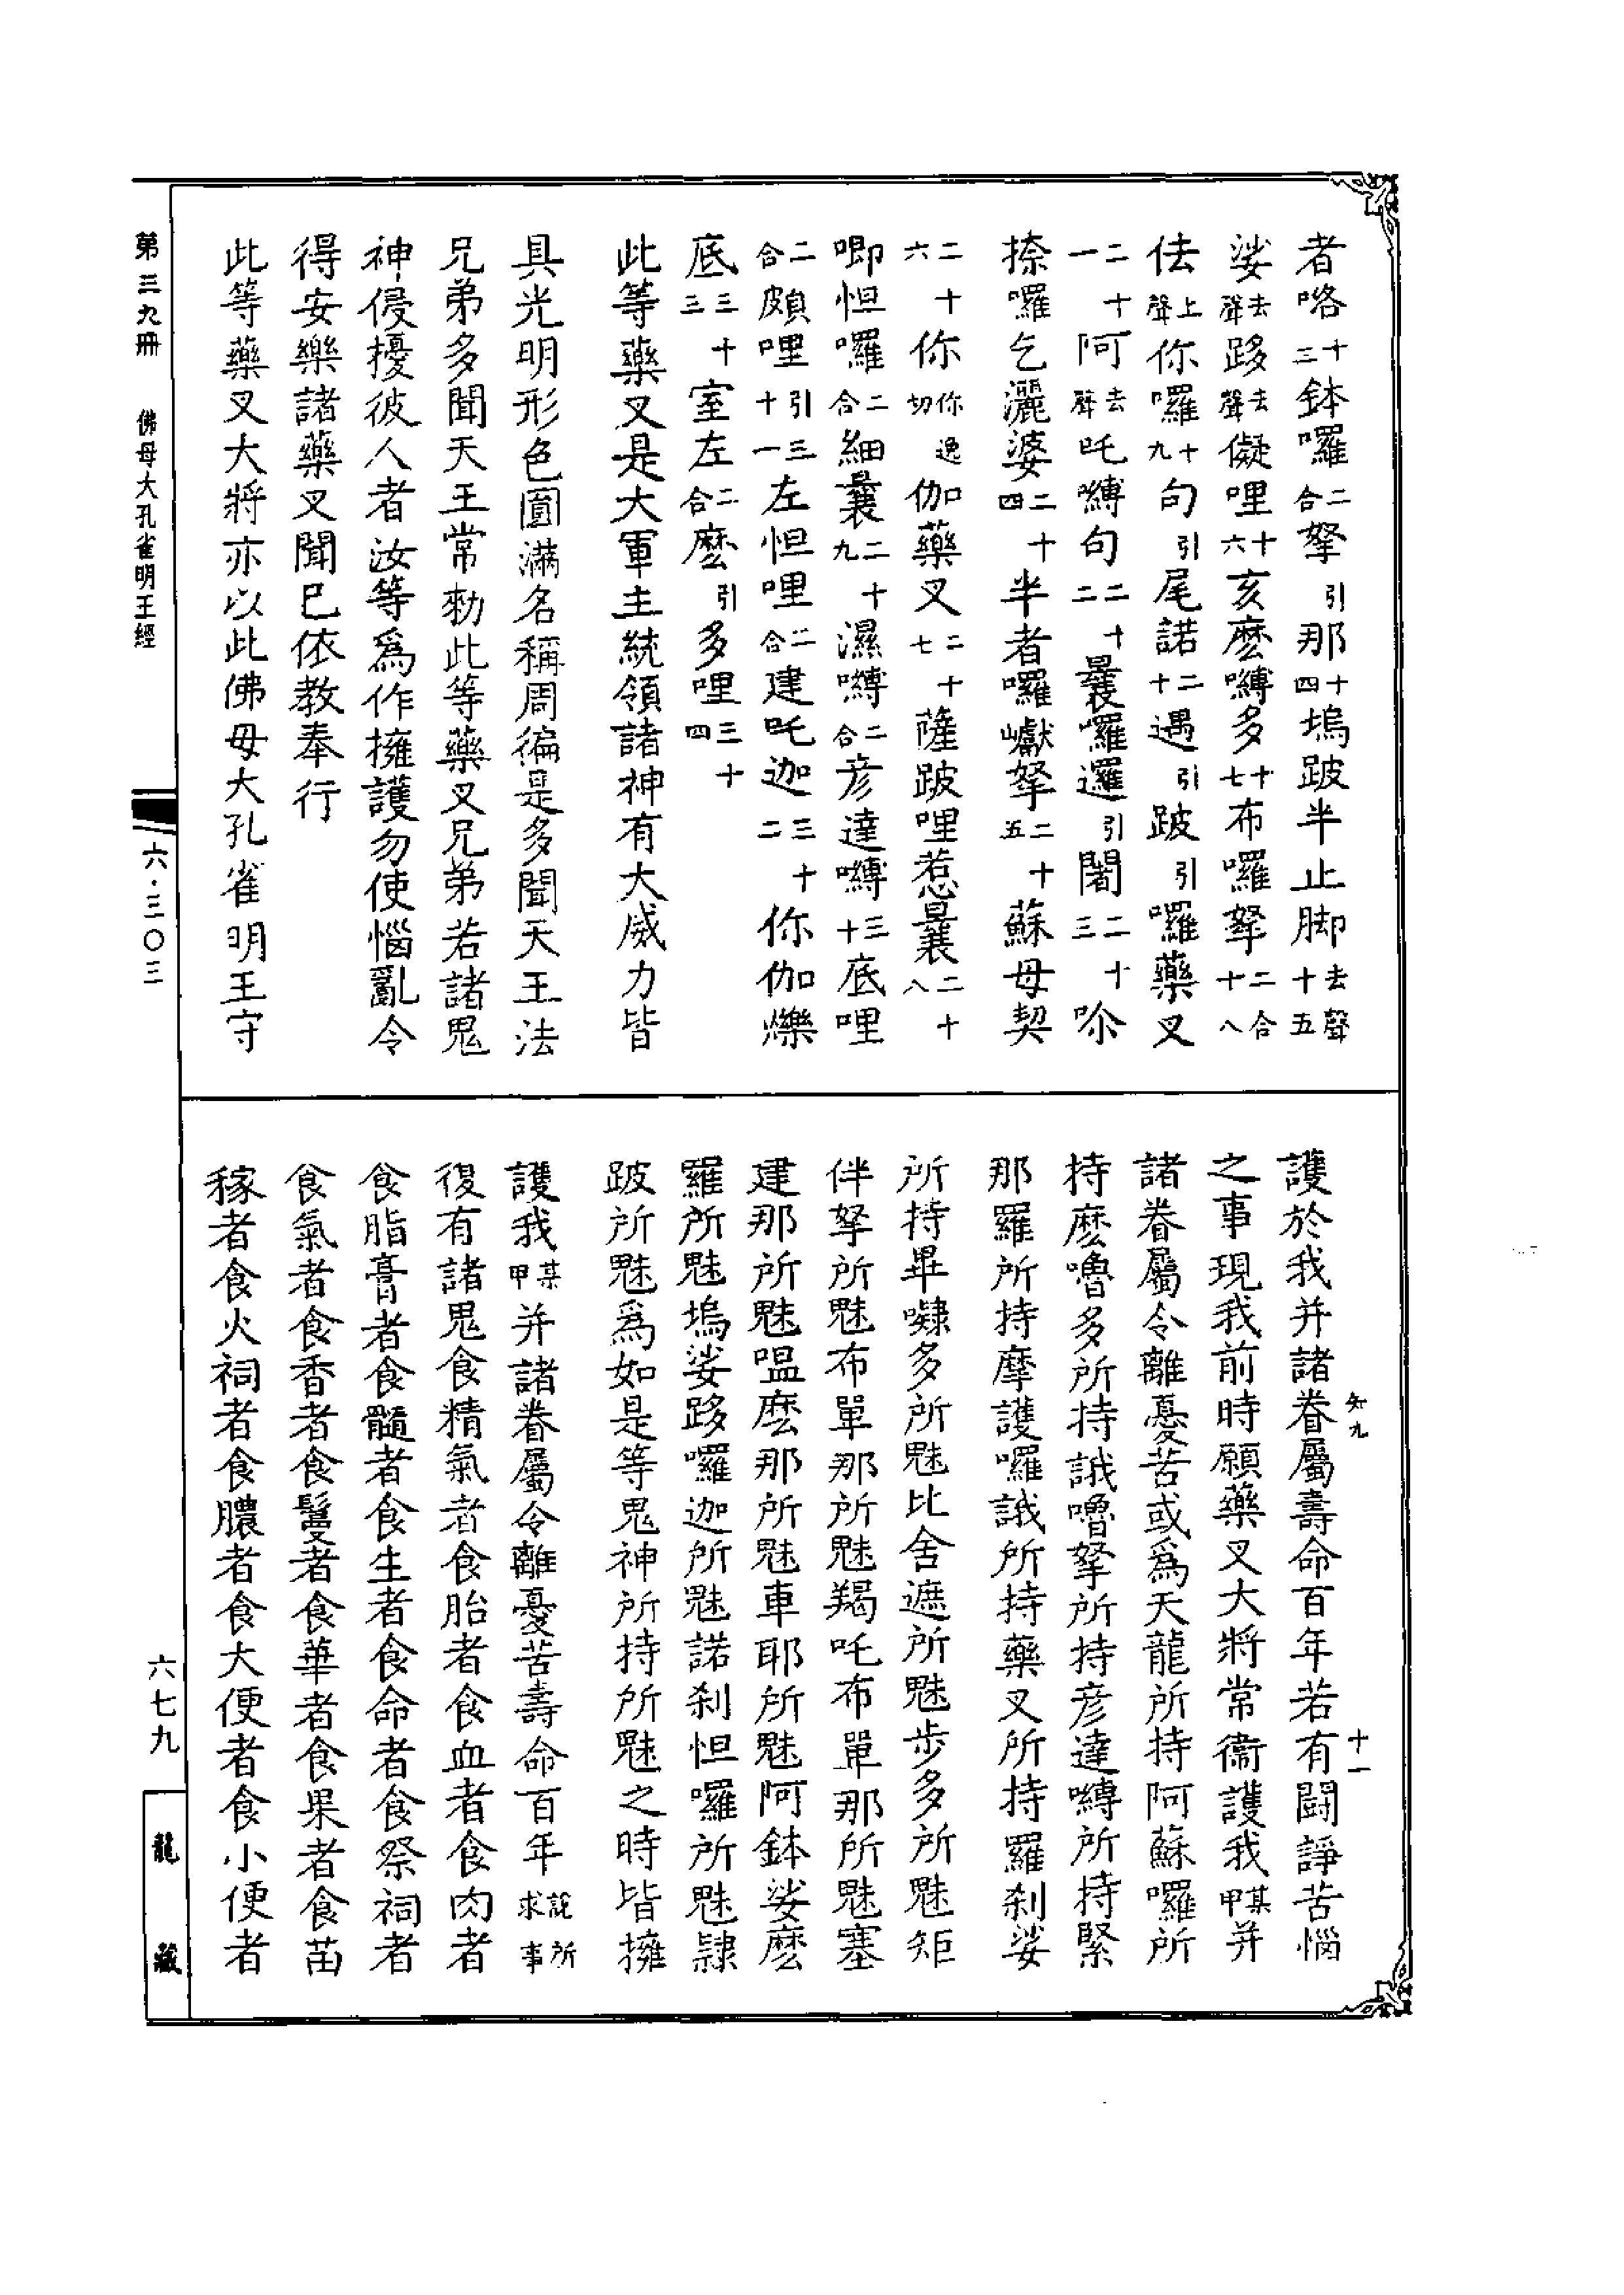 者咯十三鉢囉二合拏引那十四塢跛半止脚去聲十五
娑去聲跢去聲儗哩十六亥麽嚩多十七布囉拏二合十八
佉上聲你囉十九句引尾諾二十遇引跛引囉藥叉
二十一阿去聲吒嚩句二十二曩囉邏引闍二十三尒
捺囉乞灑婆二十四半者囉巘拏二十五蘇母契
二十六你你逸切伽藥叉二十七薩跛哩惹曩二十八
唧怛囉二合細曩二十九濕嚩二合彥達嚩三十底哩
二合頗哩引三十一左怛哩二合建吒迦三十二你伽爍
底三十三室左二合麽引多哩三十四
此等藥叉是大軍主統領諸神有大威力皆
具光明形色圓滿名稱周徧是多聞天王法
兄弟多聞天王常勑此等藥叉兄弟若諸鬼
神侵擾彼人者汝等爲作擁護勿使惱亂令
得安樂諸藥叉聞已依教奉行
此等藥叉大將亦以此佛母大孔雀明王守
護於我并諸眷屬壽命百年若有鬬諍苦惱
之事現我前時願藥叉大將常衞護我某甲并
諸眷屬令離憂苦或爲天龍所持阿蘇囉所
持麽嚕多所持誐嚕拏所持彥達嚩所持緊
那羅所持摩護囉誐所持藥叉所持羅刹娑
所持畢㘑多所魅比舍遮所魅步多所魅矩
伴拏所魅布單那所魅羯吒布單那所魅塞
建那所魅嗢麽那所魅車耶所魅阿鉢娑麽
羅所魅塢娑跢囉迦所魅諾刹怛囉所魅隸
跛所魅爲如是等鬼神所持所魅之時皆擁
護我某甲并諸眷屬令離憂苦壽命百年說所求事
復有諸鬼食精氣者食胎者食血者食肉者
食脂膏者食髓者食生者食命者食祭祠者
食氣者食香者食鬘者食華者食果者食苗
稼者食火祠者食膿者食大便者食小便者
知九
十一
第三九冊 佛母大孔雀明王經
六·三〇三
六七九
龍藏